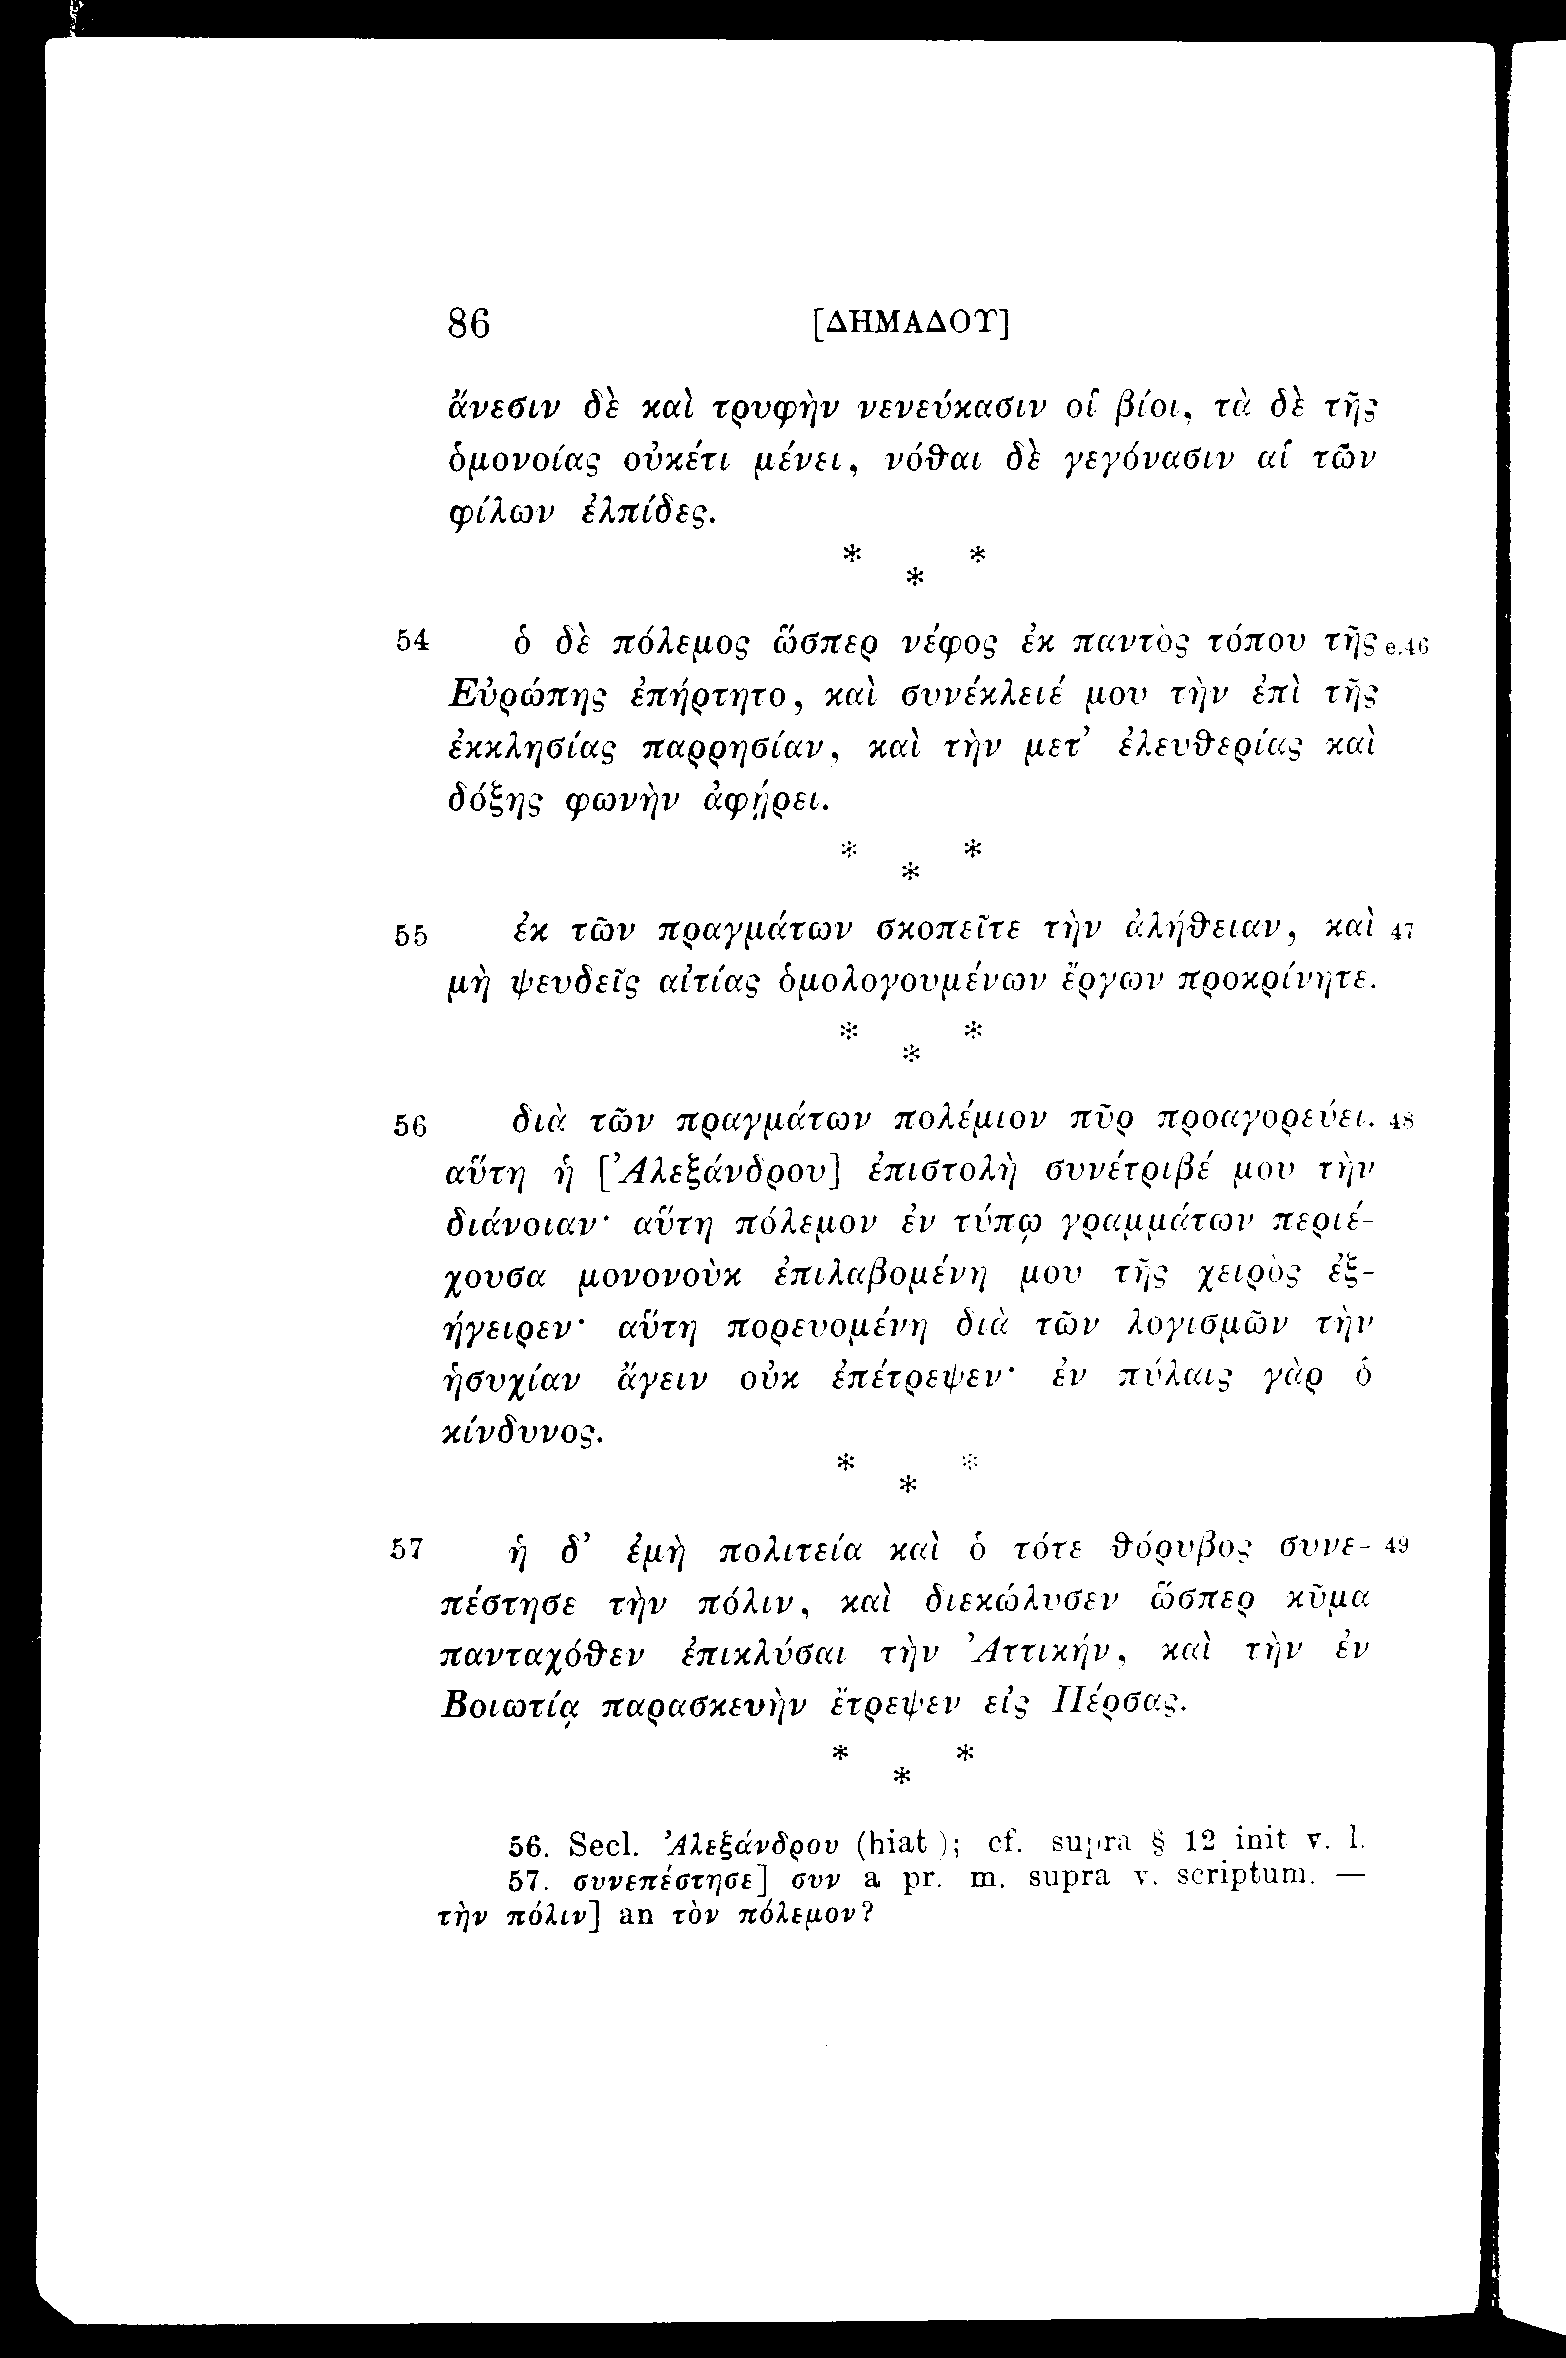 86 [ΔΗΜΑΔΟΥ]
ἄνεσιν δὲ καὶ τρυφὴν νενεύκασιν οἱ βίοι, τὰ δὲ τῆς
ὁμονοίας οὐκέτι μένει, νόθαι δὲ γεγόνασιν αἱ τῶν
φίλων ἐλπίδες.
* *
*
54 ὁ δὲ πόλεμος ὥσπερ νέφος ἐκ παντὸς τόπου τῆς e.46
Εὐρώπης ἐπήρτητο, καὶ συνέκλειέ μου τὴν ἐπὶ τῆς
ἐκκλησίας παρρησίαν, καὶ τὴν μετ’ ἐλευθερίας καὶ
δόξης φωνὴν ἀφῄρει.
* *
*
55 ἐκ τῶν πραγμάτων σκοπεῖτε τὴν ἀλήθειαν, καὶ 47
μὴ ψευδεῖς αἰτίας ὁμολογουμένων ἔργων προκρίνητε.
* *
*
56 διὰ τῶν πραγμάτων πολέμιον πῦρ προαγορεύει. 48
αὕτη ἡ [Ἀλεξάνδρου] ἐπιστολὴ συνέτριβέ μου τὴν
διάνοιαν· αὕτη πόλεμον ἐν τύπῳ γραμμάτων περιέ-
χουσα μονονοὺκ ἐπιλαβομένη μου τῆς χειρὸς ἐξ-
ήγειρεν· αὕτη πορευομένη διὰ τῶν λογισμῶν τὴν
ἡσυχίαν ἄγειν οὐκ ἐπέτρεψεν· ἐν πύλαις γὰρ ὁ
κίνδυνος.
* *
*
57 ἡ δ’ ἐμὴ πολιτεία καὶ ὁ τότε θόρυβος συνε- 49
πέστησε τὴν πόλιν, καὶ διεκώλυσεν ὥσπερ κῦμα
πανταχόθεν ἐπικλύσαι τὴν Ἀττικήν, καὶ τὴν ἐν
Βοιωτίᾳ παρασκευὴν ἔτρεψεν εἰς Πέρσας.
* *
*
56. Secl. Ἀλεξάνδρου (hiat); cf. supra § 12 init v. l.
57. συνεπέστησε] συν a pr. m. supra v. scriptum. —
τὴν πόλιν] an τὸν πόλεμον?